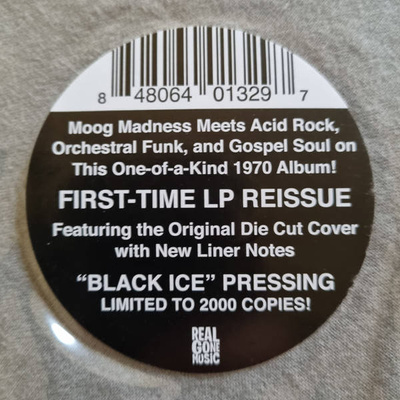 8 48064 01329 7
Moog Madness Meets Acid Rock,
Orchestral Funk, and Gospel Soul on
This One-of-a-Kind 1970 Album!
FIRST-TIME LP REISSUE
Featuring the Original Die Cut Cover
with New Liner Notes
“BLACK ICE” PRESSING
LIMITED TO 2000 COPIES!
REAL
GONE
MUSIC